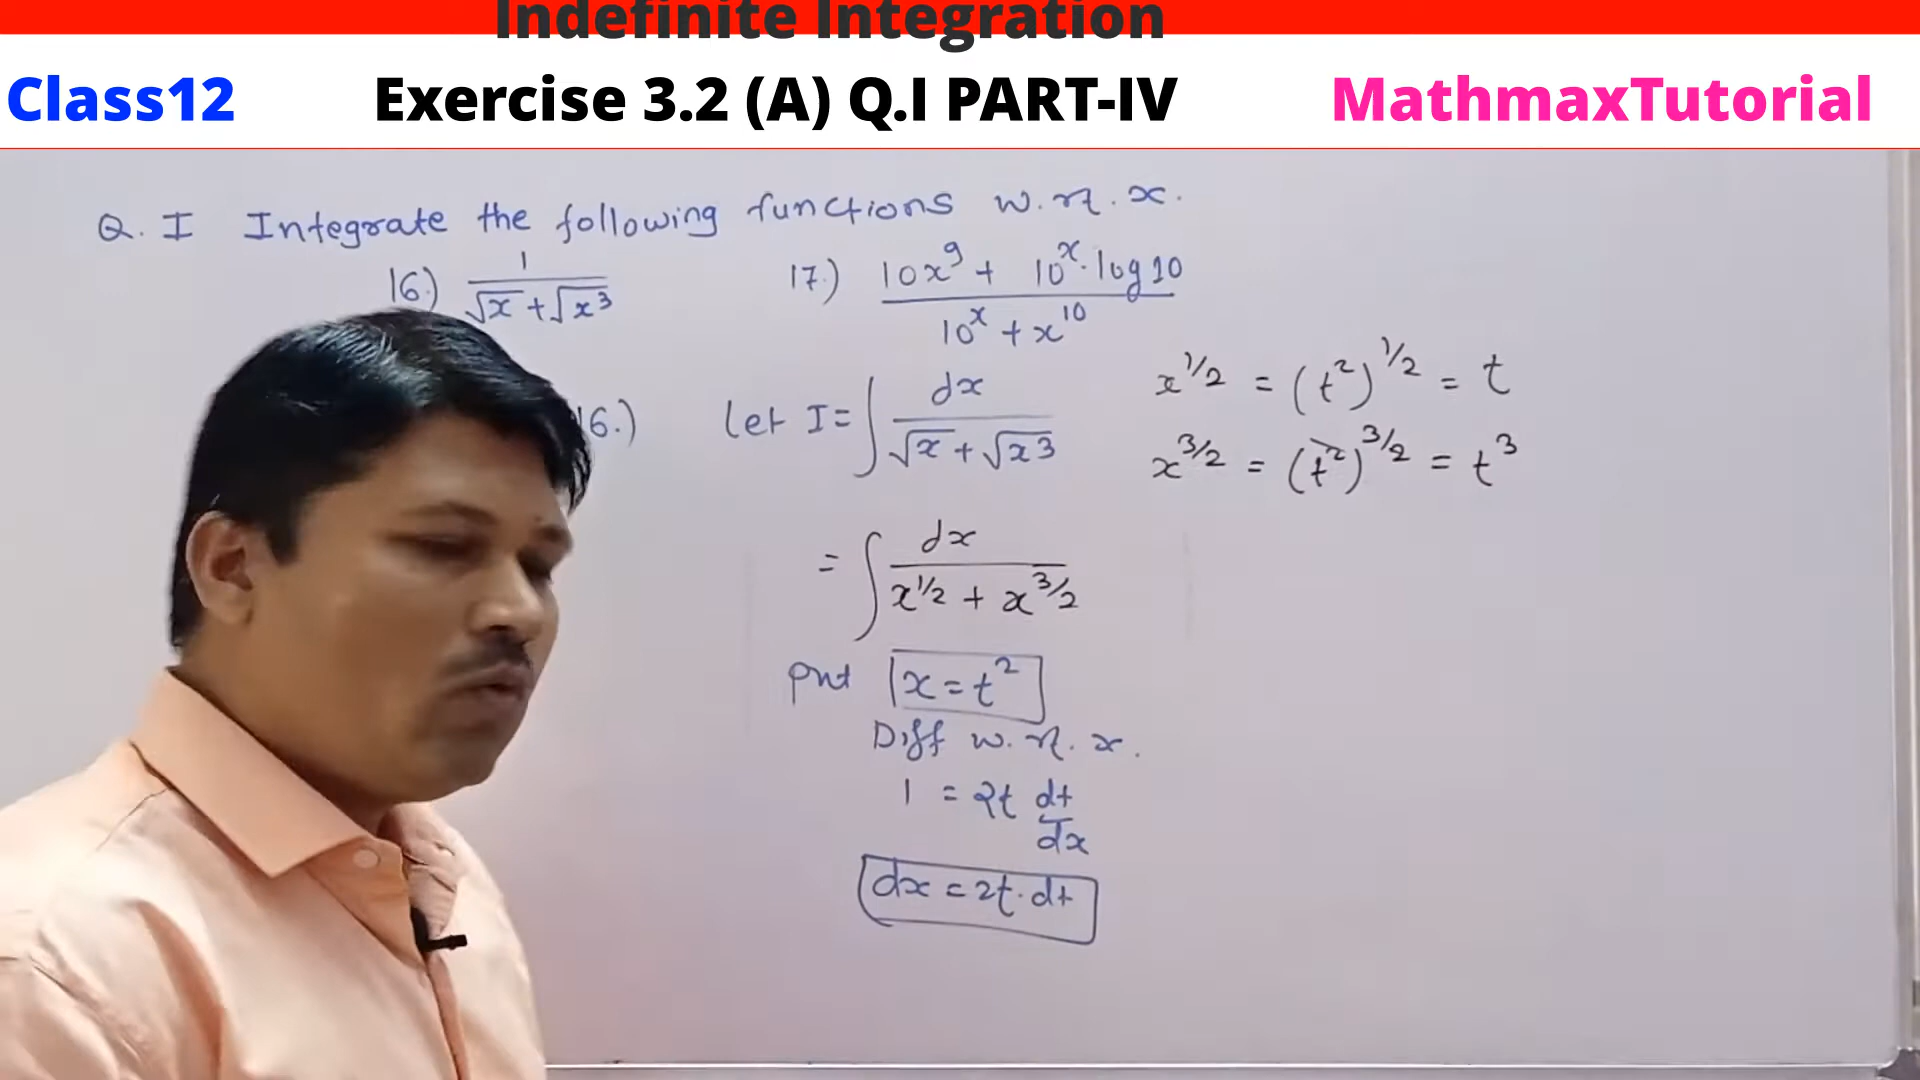 Indefinite Integration
Class12 Exercise 3.2 (A) Q.I PART-IV MathmaxTutorial
Q. I Integrate the following functions w.r.t. x.
16.) 1/(√x + √x³) 17.) (10x⁹ + 10ˣ·log10)/(10ˣ + x¹⁰)
16.) Let I = ∫ dx/(√x + √x³)
= ∫ dx/(x^1/2 + x^3/2)
put x = t²
Diff w.r.t. x.
1 = 2t dt/dx
dx = 2t·dt
x^1/2 = (t²)^1/2 = t
x^3/2 = (t²)^3/2 = t³